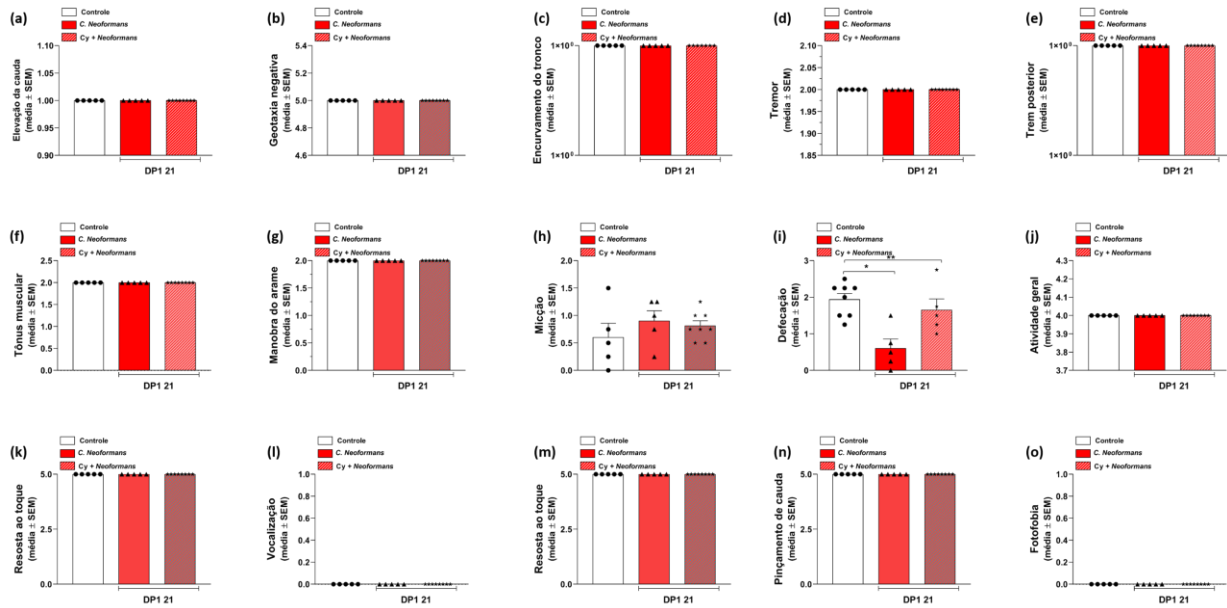 (a)
Controle
C. Neoformans
Cy + Neoformans
Elevação da cauda
(média ± SEM)
1.10
1.05
1.00
0.95
0.90
DP1 21
(b)
Controle
C. Neoformans
Cy + Neoformans
Geotaxia negativa
(média ± SEM)
5.4
5.2
5.0
4.8
4.6
DP1 21
(c)
Controle
C. Neoformans
Cy + Neoformans
Encurvamento do tronco
(média ± SEM)
1×10⁰
1×10⁰
DP1 21
(d)
Controle
C. Neoformans
Cy + Neoformans
Tremor
(média ± SEM)
2.10
2.05
2.00
1.95
1.90
1.85
DP1 21
(e)
Controle
C. Neoformans
Cy + Neoformans
Trem posterior
(média ± SEM)
1×10⁰
1×10⁰
DP1 21
(f)
Controle
C. Neoformans
Cy + Neoformans
Tônus muscular
(média ± SEM)
2.0
1.5
1.0
0.5
0.0
DP1 21
(g)
Controle
C. Neoformans
Cy + Neoformans
Manobra do arame
(média ± SEM)
2.0
1.5
1.0
0.5
0.0
DP1 21
(h)
Controle
C. Neoformans
Cy + Neoformans
Micção
(média ± SEM)
2.0
1.5
1.0
0.5
0.0
DP1 21
(i)
Controle
C. Neoformans
Cy + Neoformans
**
*
Defecação
(média ± SEM)
3
2
1
0
DP1 21
(j)
Controle
C. Neoformans
Cy + Neoformans
Atividade geral
(média ± SEM)
4.3
4.2
4.1
4.0
3.9
3.8
3.7
DP1 21
(k)
Controle
C. Neoformans
Cy + Neoformans
Resosta ao toque
(média ± SEM)
5.0
2.5
0.0
DP1 21
(l)
Controle
C. Neoformans
Cy + Neoformans
Vocalização
(média ± SEM)
1.0
0.8
0.6
0.4
0.2
0.0
DP1 21
(m)
Controle
C. Neoformans
Cy + Neoformans
Resosta ao toque
(média ± SEM)
5.0
2.5
0.0
DP1 21
(n)
Controle
C. Neoformans
Cy + Neoformans
Pinçamento de cauda
(média ± SEM)
5.0
2.5
0.0
DP1 21
(o)
Controle
C. Neoformans
Cy + Neoformans
Fotofobia
(média ± SEM)
1.0
0.8
0.6
0.4
0.2
0.0
DP1 21